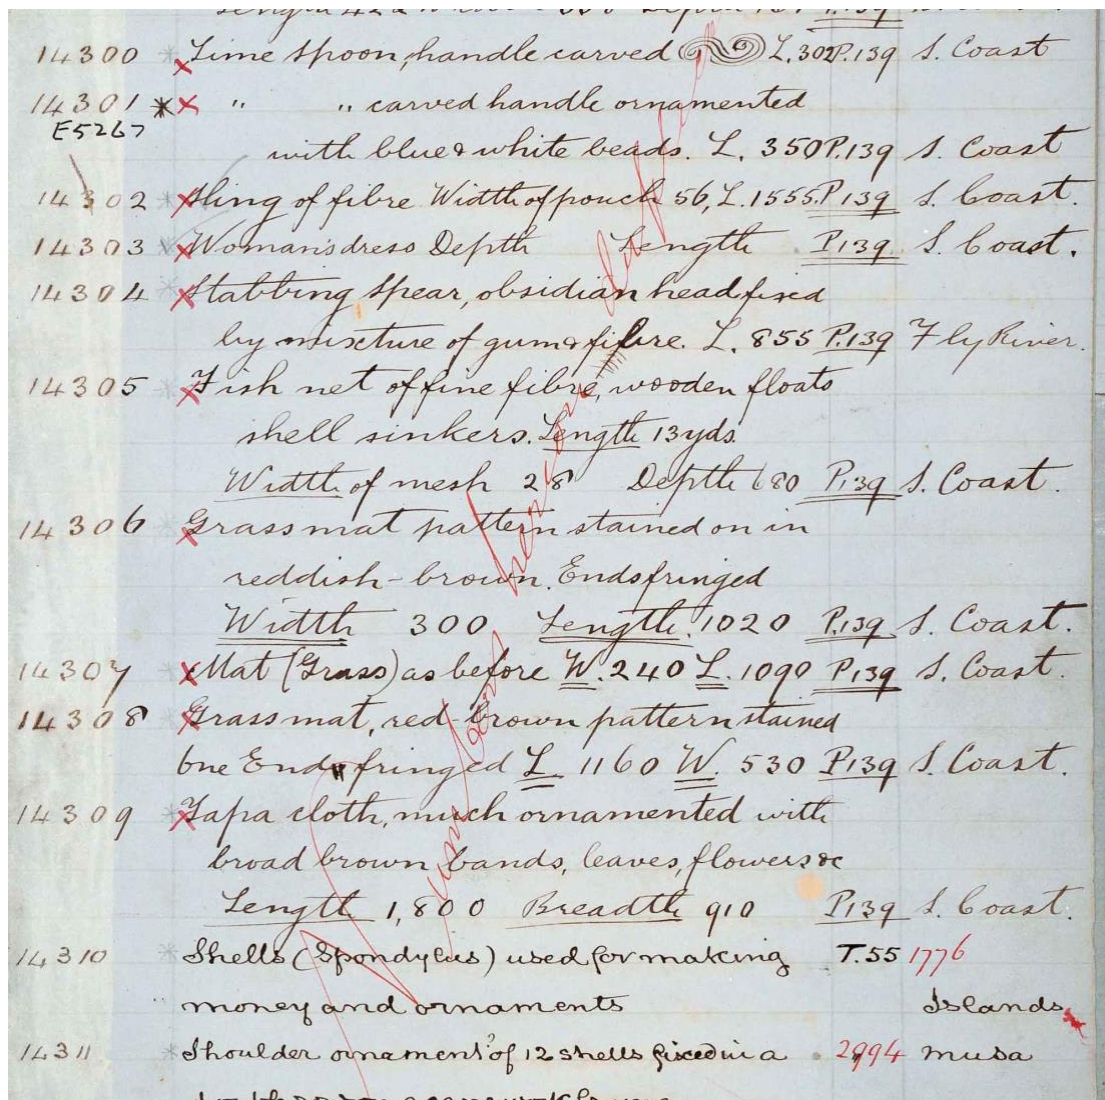 14300 * x Lime spoon, handle carved L. 302 P.139 S. Coast
14301 * x " " carved handle ornamented
E5267
with blue & white beads. L. 350 P.139 S. Coast
14302 * x Sling of fibre Width of pouch 56, L. 1555. P139 S. Coast.
14303 * x Woman's dress Depth Length P.139. S. Coast.
14304 * x Stabbing Spear, obsidian head fixed
by mixture of gum & fibre. L. 855 P.139 Fly River.
14305 * x Fish net of fine fibre, wooden floats
shell sinkers. Length 13 yds.
Width of mesh 28 Depth 680 P.139 S. Coast.
14306 * x Grass mat pattern stained on in
reddish-brown. Ends fringed
Width 300 Length. 1020 P.139 S. Coast.
14307 x Mat (Grass) as before W. 240 L. 1090 P.139 S. Coast.
14308 * x Grass mat, red-brown pattern stained
one End fringed L. 1160 W. 530 P139 S. Coast.
14309 * x Tapa cloth, much ornamented with
broad brown bands, leaves, flowers &c
Length 1,800 Breadth 910 P139 S. Coast.
14310 * Shells (Spondylus) used for making T.55 1776
money and ornaments Islands
14311 * Shoulder ornament of 12 shells fixed in a 2994 musa